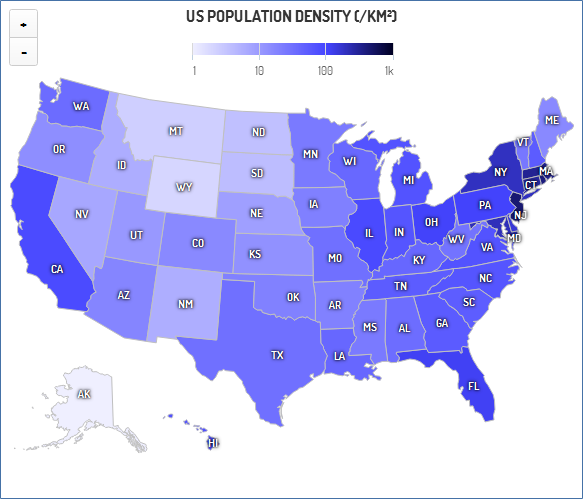 US POPULATION DENSITY (/KM²)
+
-
1 10 100 1k
WA
MT
ND
ME
OR
ID
MN
VT
WI
SD
NY
MA
WY
MI
CT
NV
NE
IA
PA
NJ
UT
CO
IL
IN
OH
MD
KS
MO
WV
VA
CA
KY
AZ
NM
OK
TN
NC
AR
SC
MS
AL
GA
TX
LA
FL
AK
HI